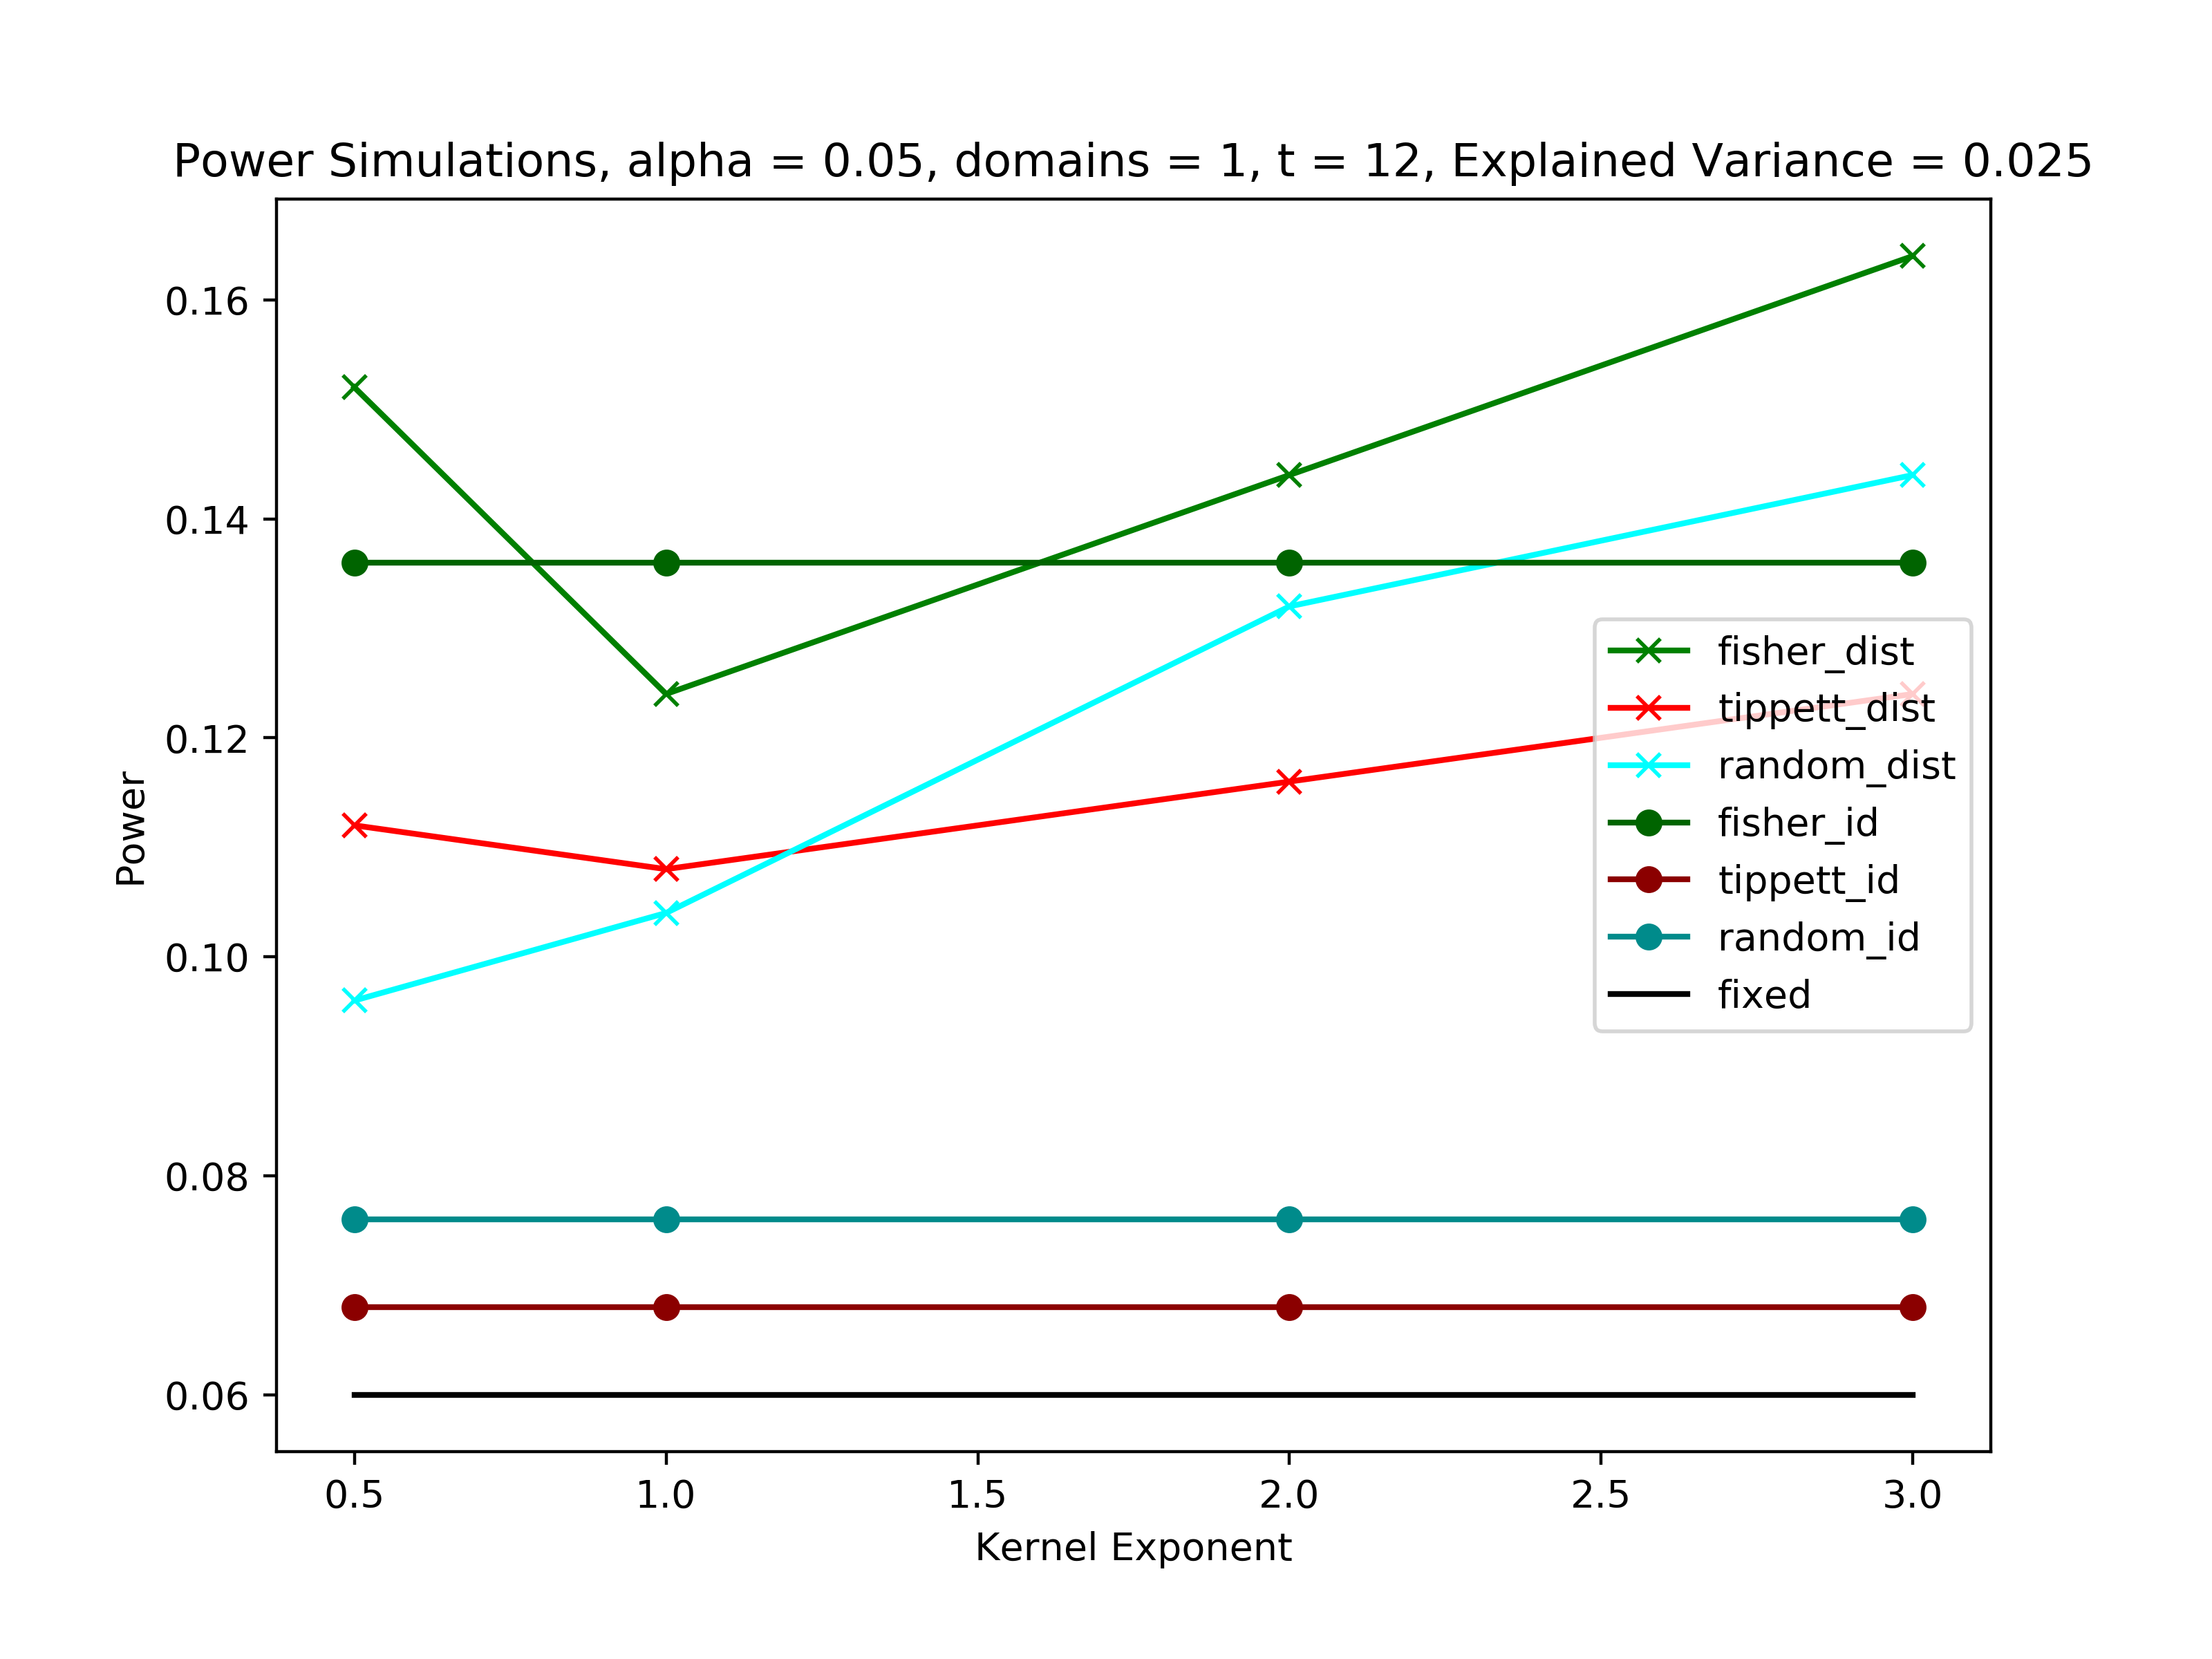 Power Simulations, alpha = 0.05, domains = 1, t = 12, Explained Variance = 0.025
0.16
0.14
0.12
0.10
0.08
0.06
Power
fisher_dist
tippett_dist
random_dist
fisher_id
tippett_id
random_id
fixed
0.5 1.0 1.5 2.0 2.5 3.0
Kernel Exponent